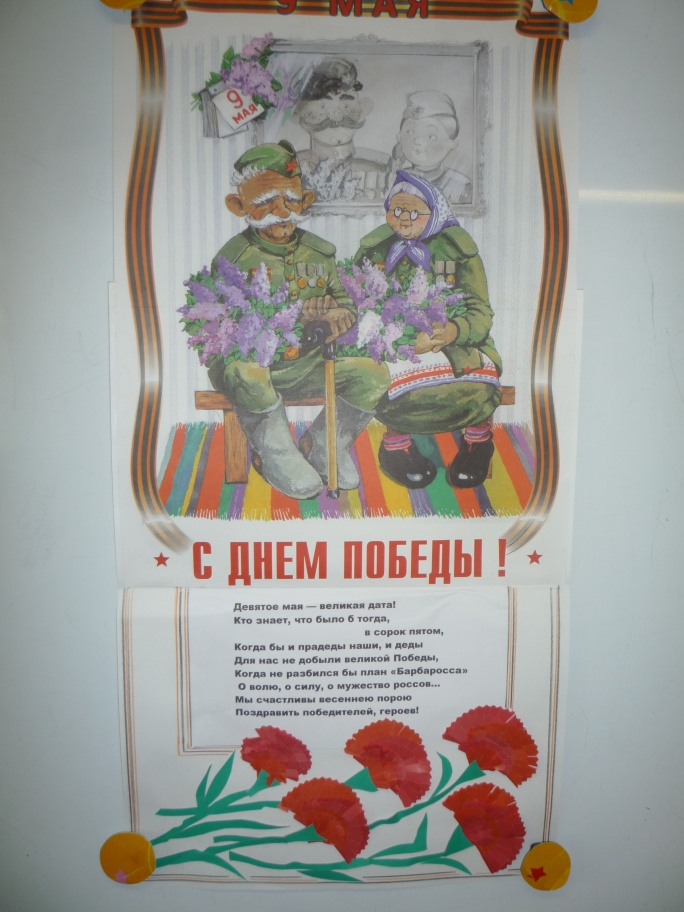 9 МАЯ
9
МАЯ
С ДНЕМ ПОБЕДЫ !
Девятое мая — великая дата!
Кто знает, что было б тогда,
в сорок пятом,
Когда бы и прадеды наши, и деды
Для нас не добыли великой Победы,
Когда не разбился бы план «Барбаросса»
О волю, о силу, о мужество россов...
Мы счастливы весеннею порою
Поздравить победителей, героев!